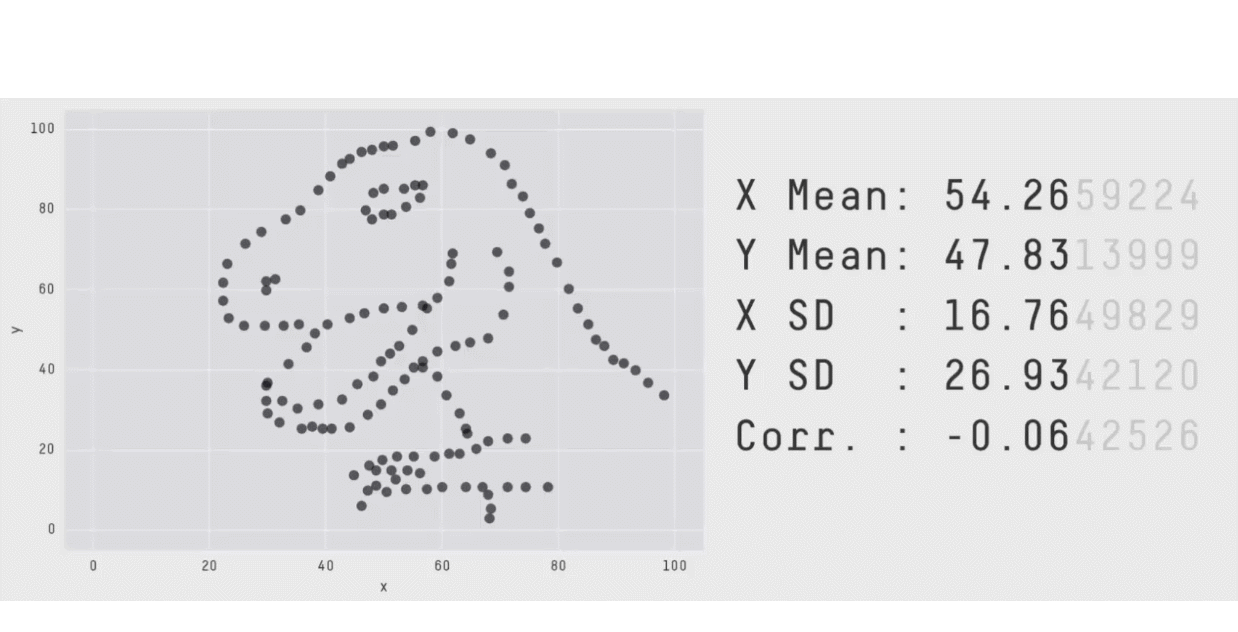 100
80
60
40
20
0
y
0 20 40 60 80 100
x
X Mean: 54.2659224
Y Mean: 47.8313999
X SD : 16.7649829
Y SD : 26.9342120
Corr. : -0.0642526